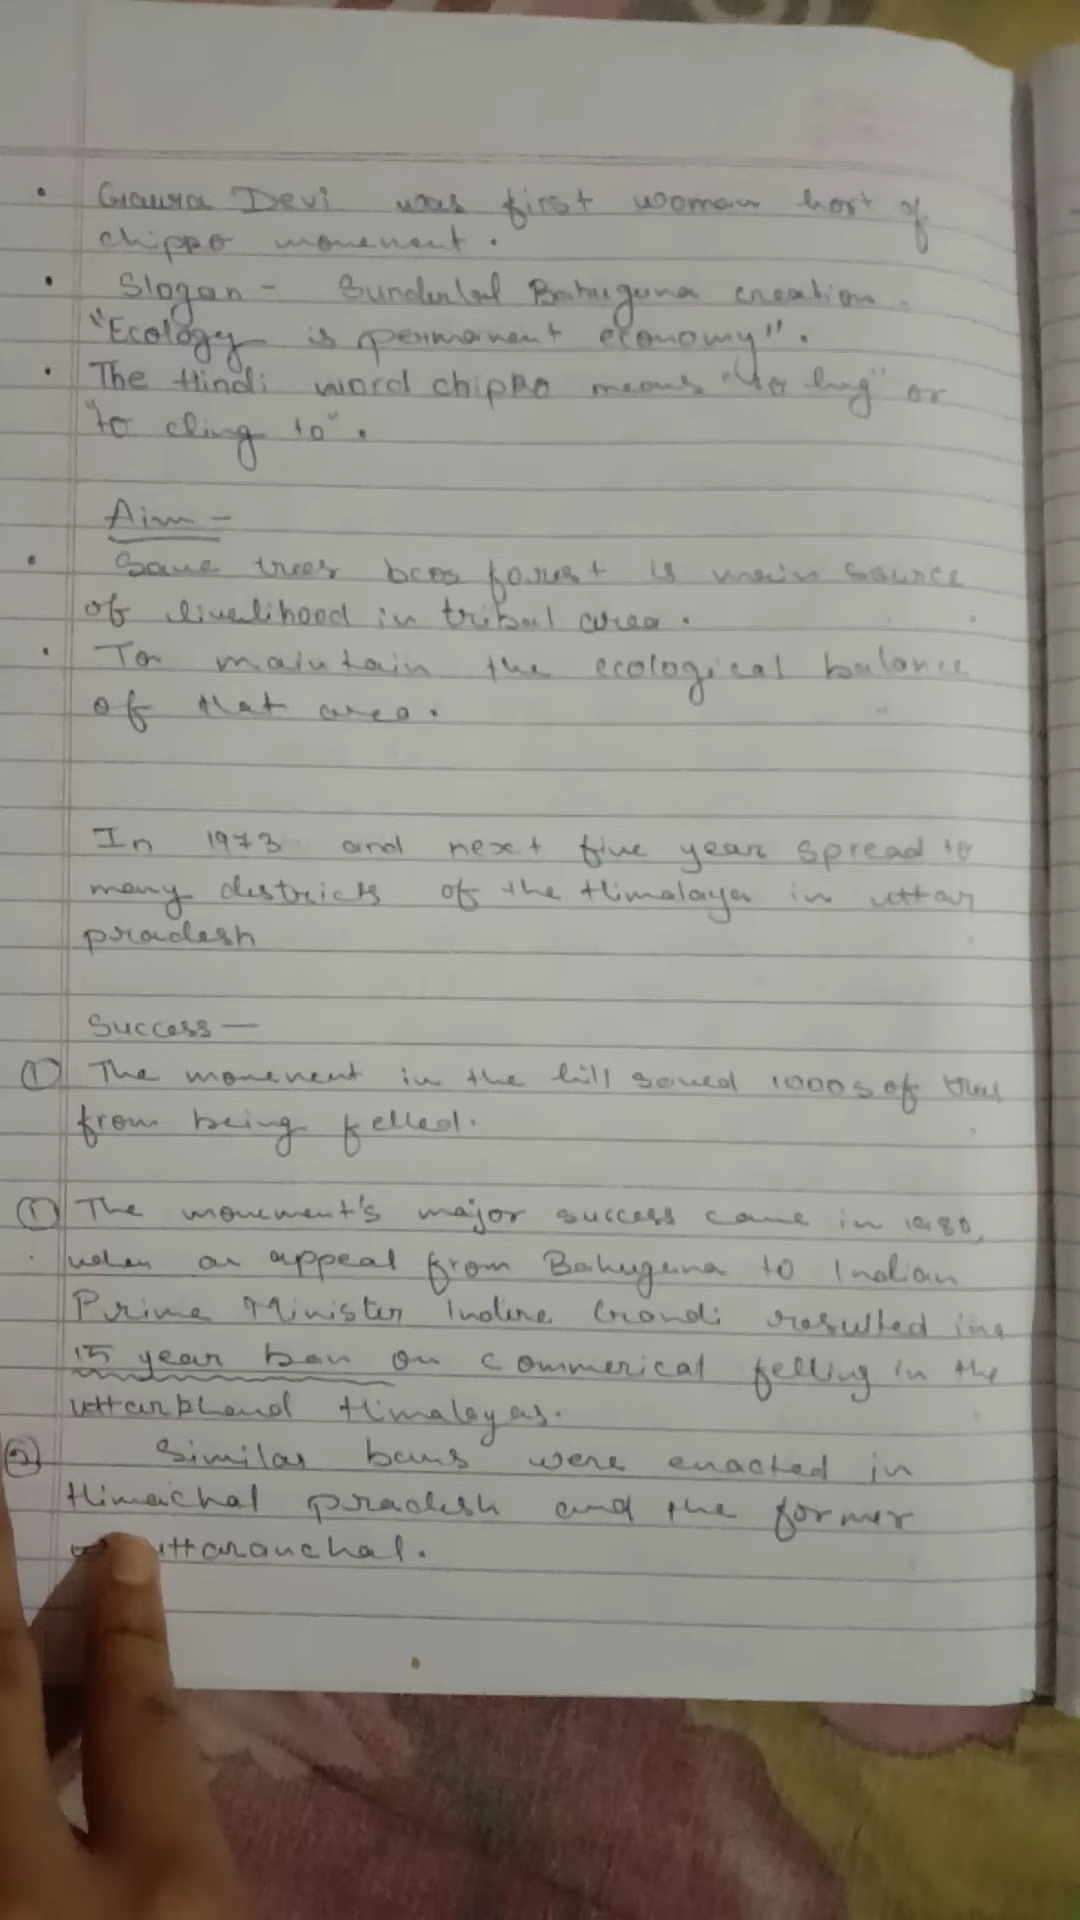 • Gaura Devi was first woman host of
chippo movement.
• Slogan - Sunderlal Bahuguna creation.
"Ecology is permanent economy".
• The Hindi word chipko means "to hug" or
"to cling to".
Aim -
• Save trees bcos forest is main source
of livelihood in tribal area.
• To maintain the ecological balance
of that area.
In 1973 and next five year spread to
many districts of the Himalaya in uttar
pradesh
Success —
① The movement in the hill saved 1000s of trees
from being felled.
① The movement's major success came in 1980,
when an appeal from Bahuguna to Indian
Prime Minister Indira Gandi resulted in a
15 year ban on commerical felling in the
uttarkhand Himalayas.
② Similar bans were enacted in
Himachal pradesh and the former
uttaranchal.